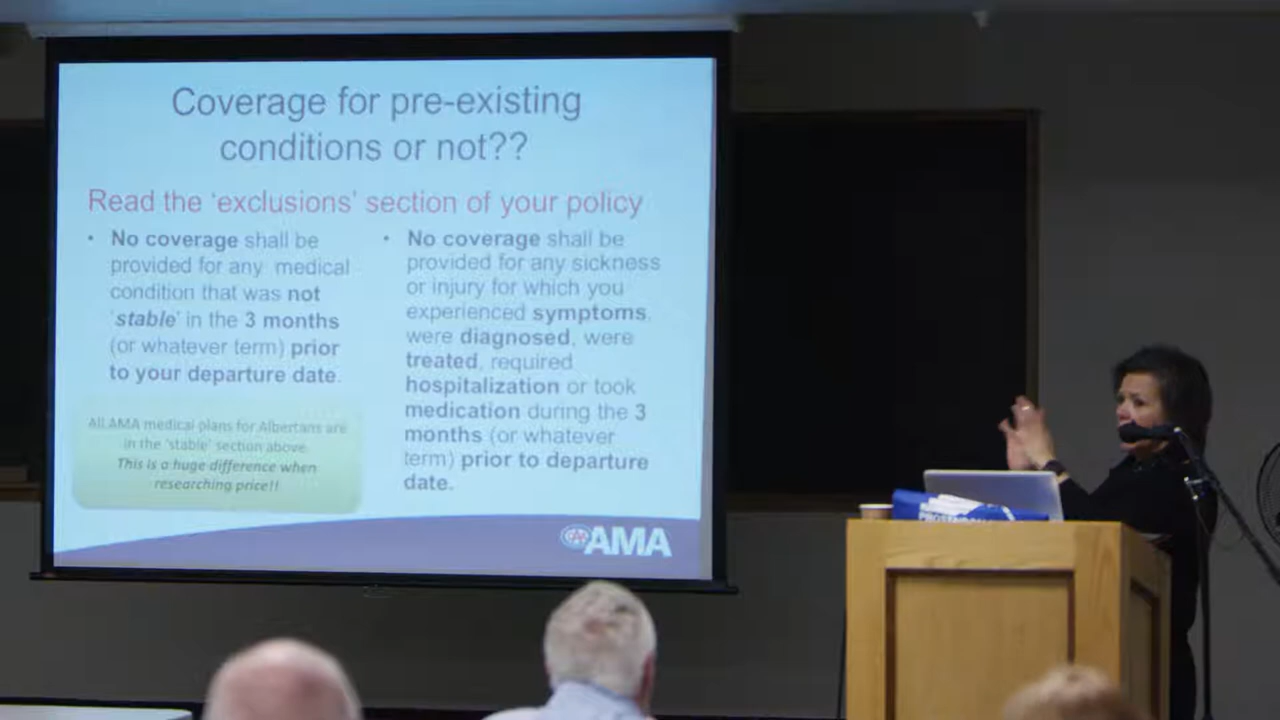 Coverage for pre-existing
conditions or not??
Read the 'exclusions' section of your policy
• No coverage shall be
provided for any medical
condition that was not
'stable' in the 3 months
(or whatever term) prior
to your departure date.
All AMA medical plans for Albertans are
in the 'stable' section above.
This is a huge difference when
researching price!!
• No coverage shall be
provided for any sickness
or injury for which you
experienced symptoms,
were diagnosed, were
treated, required
hospitalization or took
medication during the 3
months (or whatever
term) prior to departure
date.
CAA AMA